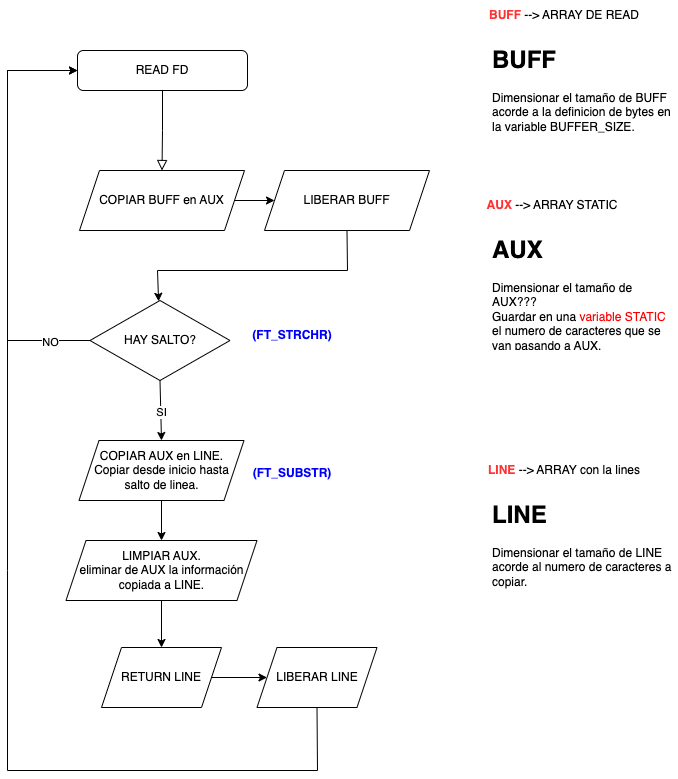 READ FD
COPIAR BUFF en AUX
LIBERAR BUFF
HAY SALTO?
(FT_STRCHR)
NO
SI
COPIAR AUX en LINE.
Copiar desde inicio hasta
salto de linea.
(FT_SUBSTR)
LIMPIAR AUX.
eliminar de AUX la información
copiada a LINE.
RETURN LINE
LIBERAR LINE
BUFF --> ARRAY DE READ
BUFF
Dimensionar el tamaño de BUFF
acorde a la definicion de bytes en
la variable BUFFER_SIZE.
AUX --> ARRAY STATIC
AUX
Dimensionar el tamaño de
AUX???
Guardar en una variable STATIC
el numero de caracteres que se
van pasando a AUX.
LINE --> ARRAY con la lines
LINE
Dimensionar el tamaño de LINE
acorde al numero de caracteres a
copiar.